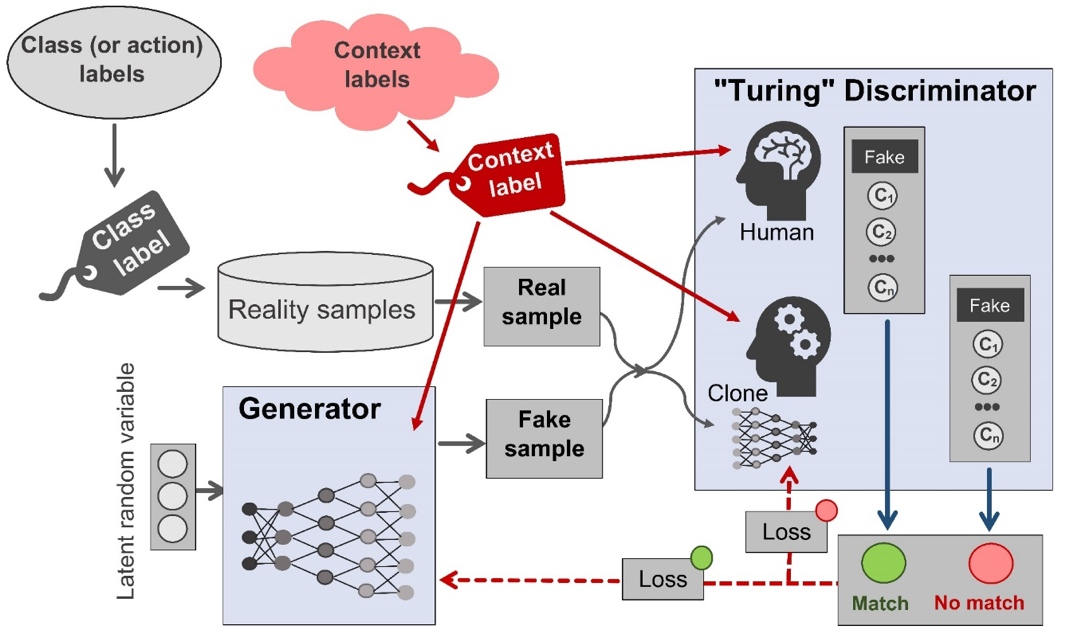 Class (or action)
labels
Context
labels
"Turing" Discriminator
Context
label
Class
label
Human
Fake
C1
C2
•••
Cn
Reality samples
Real
sample
Fake
C1
C2
•••
Cn
Latent random variable
Generator
Fake
sample
Clone
Loss
Loss
Match
No match